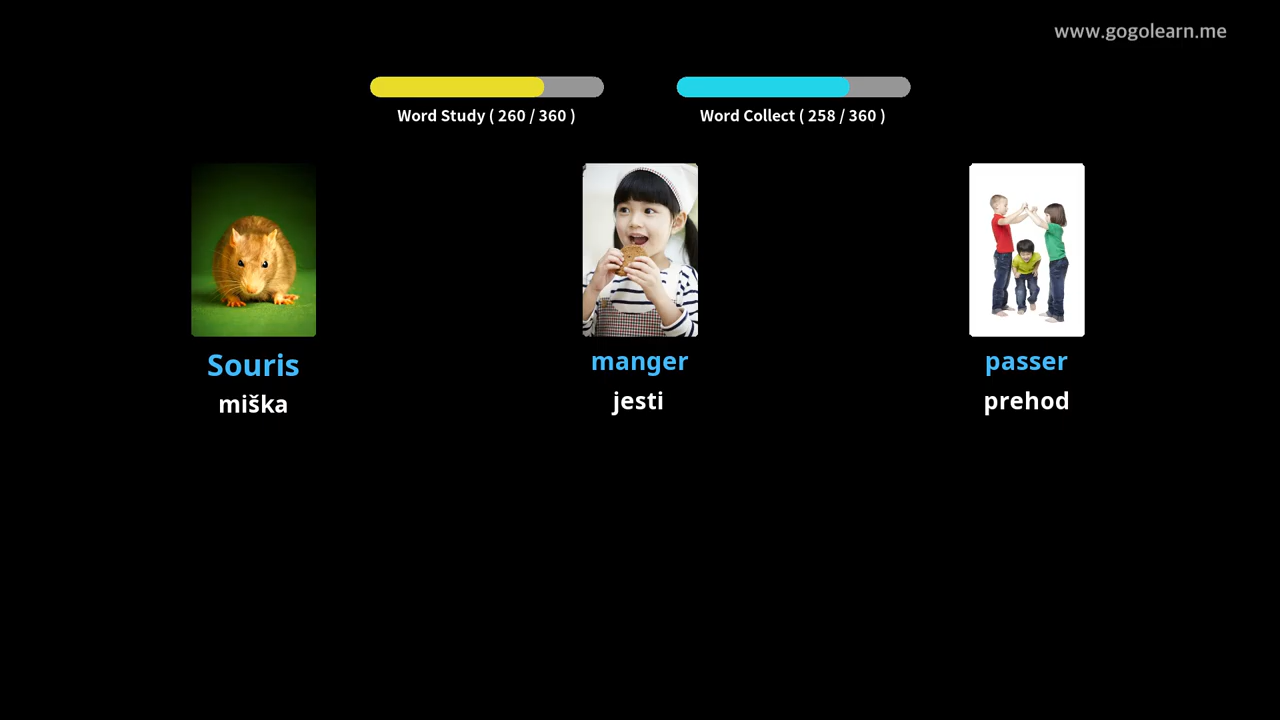 www.gogolearn.me
Word Study ( 260 / 360 )
Word Collect ( 258 / 360 )
Souris
manger
passer
miška
jesti
prehod